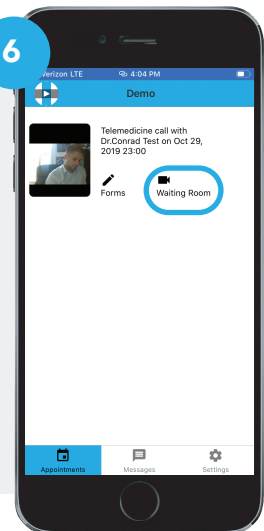 6
Verizon LTE 4:04 PM
Demo
Telemedicine call with
Dr.Conrad Test on Oct 29,
2019 23:00
Forms
Waiting Room
Appointments
Messages
Settings